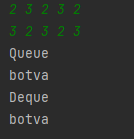 2 3 2 3 2
3 2 3 2 3
Queue
botva
Deque
botva